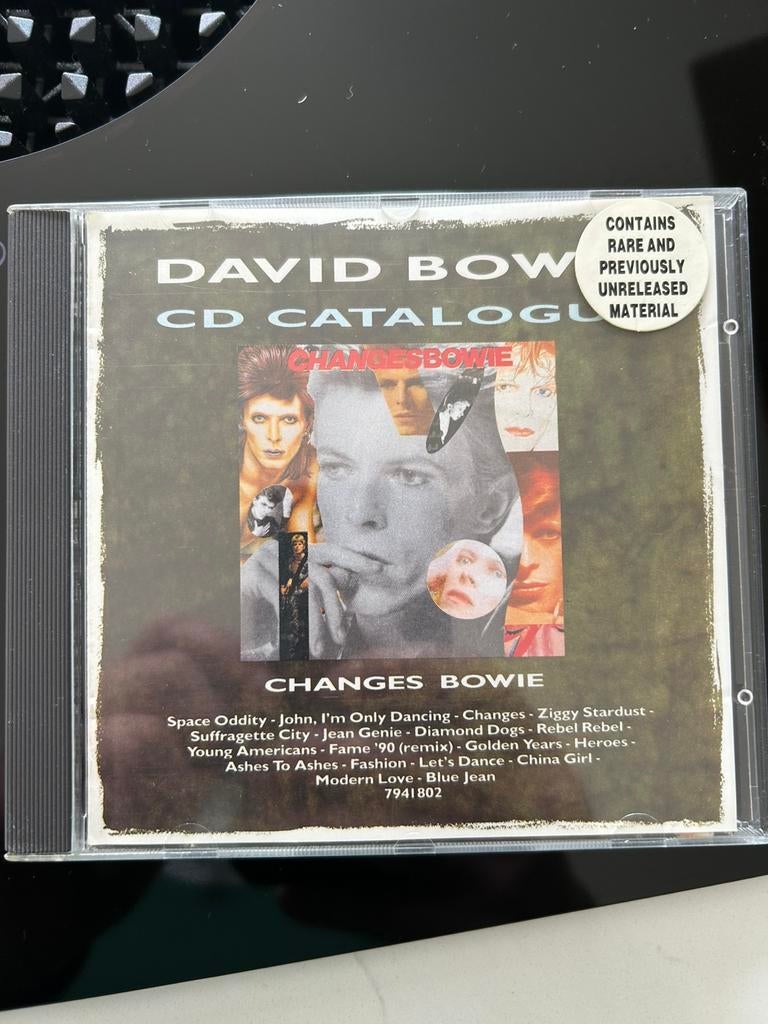 CONTAINS
RARE AND
PREVIOUSLY
UNRELEASED
MATERIAL
DAVID BOW
CD CATALOGU
CHANGESBOWIE
CHANGES BOWIE
Space Oddity - John, I'm Only Dancing - Changes - Ziggy Stardust -
Suffragette City - Jean Genie - Diamond Dogs - Rebel Rebel -
Young Americans - Fame '90 (remix) - Golden Years - Heroes -
Ashes To Ashes - Fashion - Let's Dance - China Girl -
Modern Love - Blue Jean
7941802